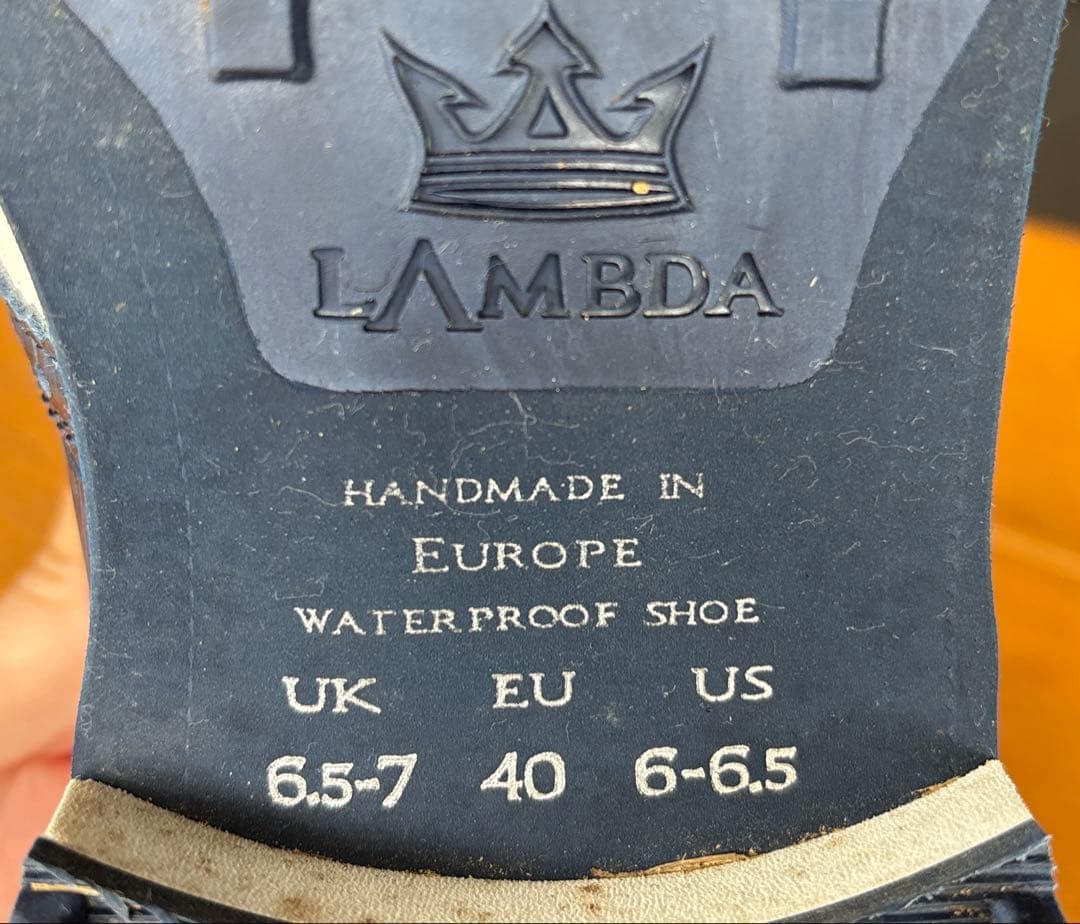 LΛMBDA
HANDMADE IN
EUROPE
WATERPROOF SHOE
UK EU US
6.5-7 40 6-6.5